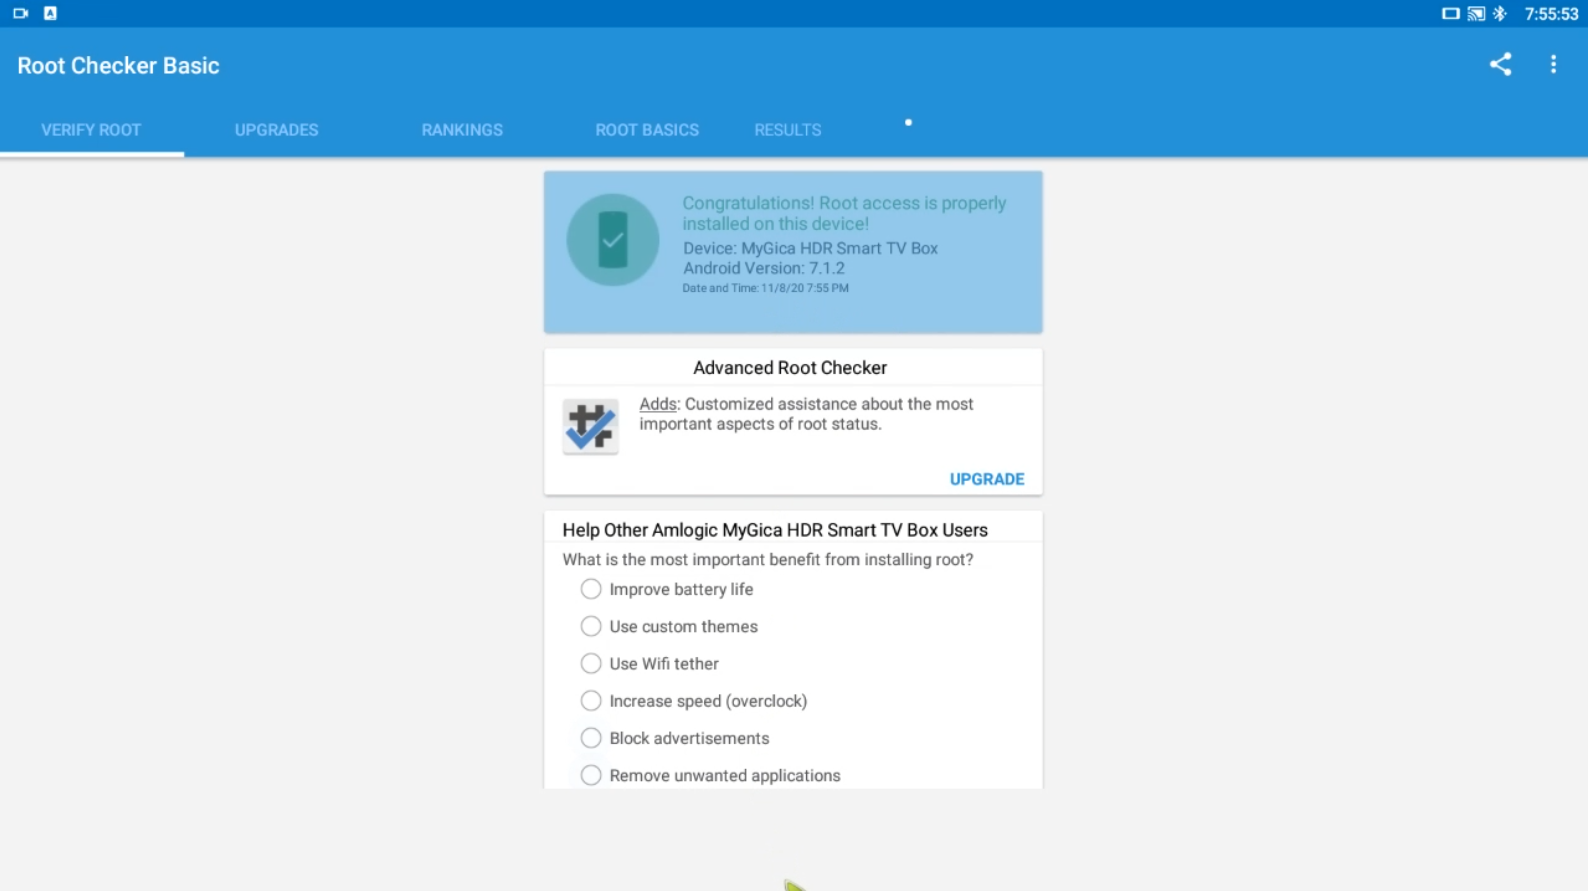 7:55:53
Root Checker Basic
VERIFY ROOT
UPGRADES
RANKINGS
ROOT BASICS
RESULTS
Congratulations! Root access is properly
installed on this device!
Device: MyGica HDR Smart TV Box
Android Version: 7.1.2
Date and Time: 11/8/20 7:55 PM
Advanced Root Checker
Adds: Customized assistance about the most
important aspects of root status.
UPGRADE
Help Other Amlogic MyGica HDR Smart TV Box Users
What is the most important benefit from installing root?
Improve battery life
Use custom themes
Use Wifi tether
Increase speed (overclock)
Block advertisements
Remove unwanted applications